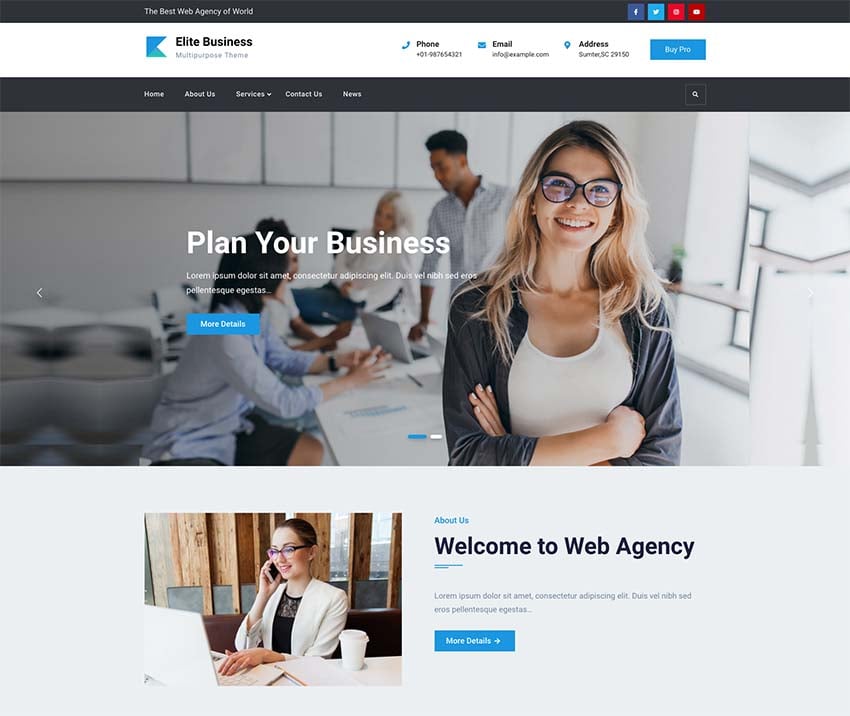 The Best Web Agency of World
Elite Business
Multipurpose Theme
Phone
+01-987654321
Email
info@example.com
Address
Sumter,SC 29150
Buy Pro
Home
About Us
Services
Contact Us
News
Plan Your Business
Lorem ipsum dolor sit amet, consectetur adipiscing elit. Duis vel nibh sed eros
pellentesque egestas...
More Details
About Us
Welcome to Web Agency
Lorem ipsum dolor sit amet, consectetur adipiscing elit. Duis vel nibh sed
eros pellentesque egestas...
More Details